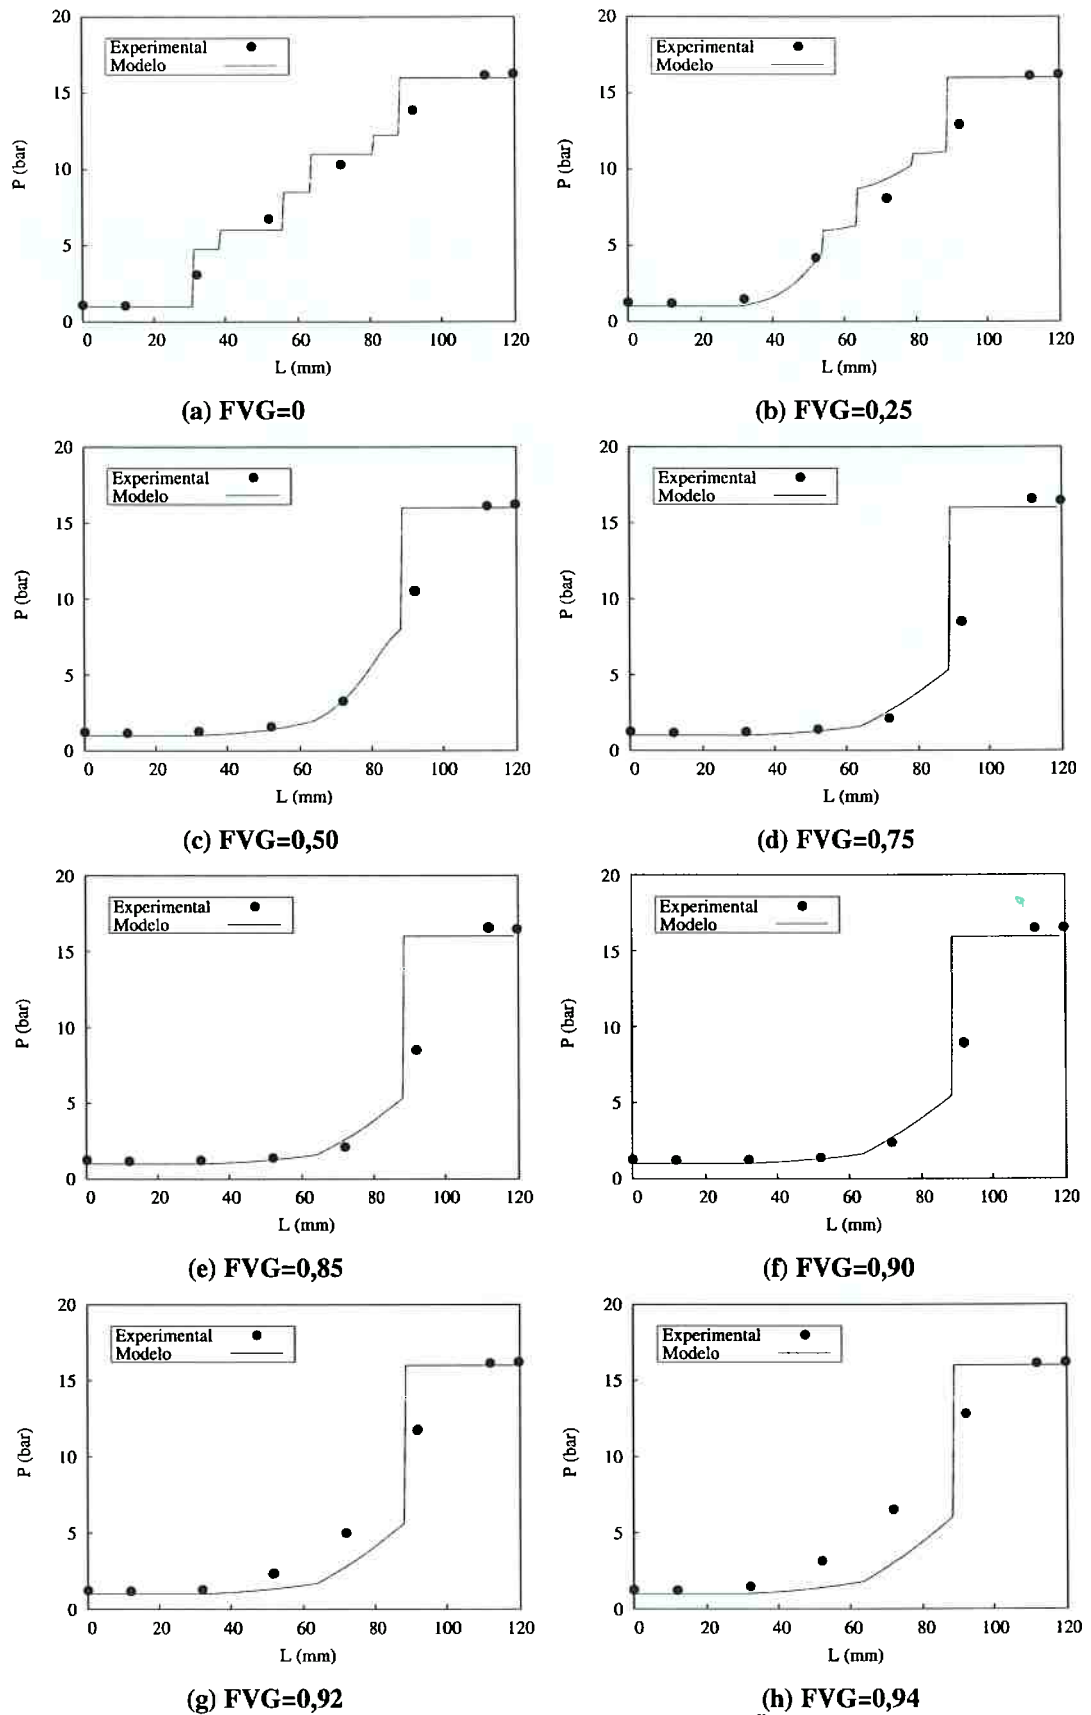 20
15
10
5
0
P (bar)
Experimental
Modelo
0 20 40 60 80 100 120
L (mm)
(a) FVG=0
20
15
10
5
0
P (bar)
Experimental
Modelo
0 20 40 60 80 100 120
L (mm)
(b) FVG=0,25
20
15
10
5
0
P (bar)
Experimental
Modelo
0 20 40 60 80 100 120
L (mm)
(c) FVG=0,50
20
15
10
5
0
P (bar)
Experimental
Modelo
0 20 40 60 80 100 120
L (mm)
(d) FVG=0,75
20
15
10
5
0
P (bar)
Experimental
Modelo
0 20 40 60 80 100 120
L (mm)
(e) FVG=0,85
20
15
10
5
0
P (bar)
Experimental
Modelo
0 20 40 60 80 100 120
L (mm)
(f) FVG=0,90
20
15
10
5
0
P (bar)
Experimental
Modelo
0 20 40 60 80 100 120
L (mm)
(g) FVG=0,92
20
15
10
5
0
P (bar)
Experimental
Modelo
0 20 40 60 80 100 120
L (mm)
(h) FVG=0,94